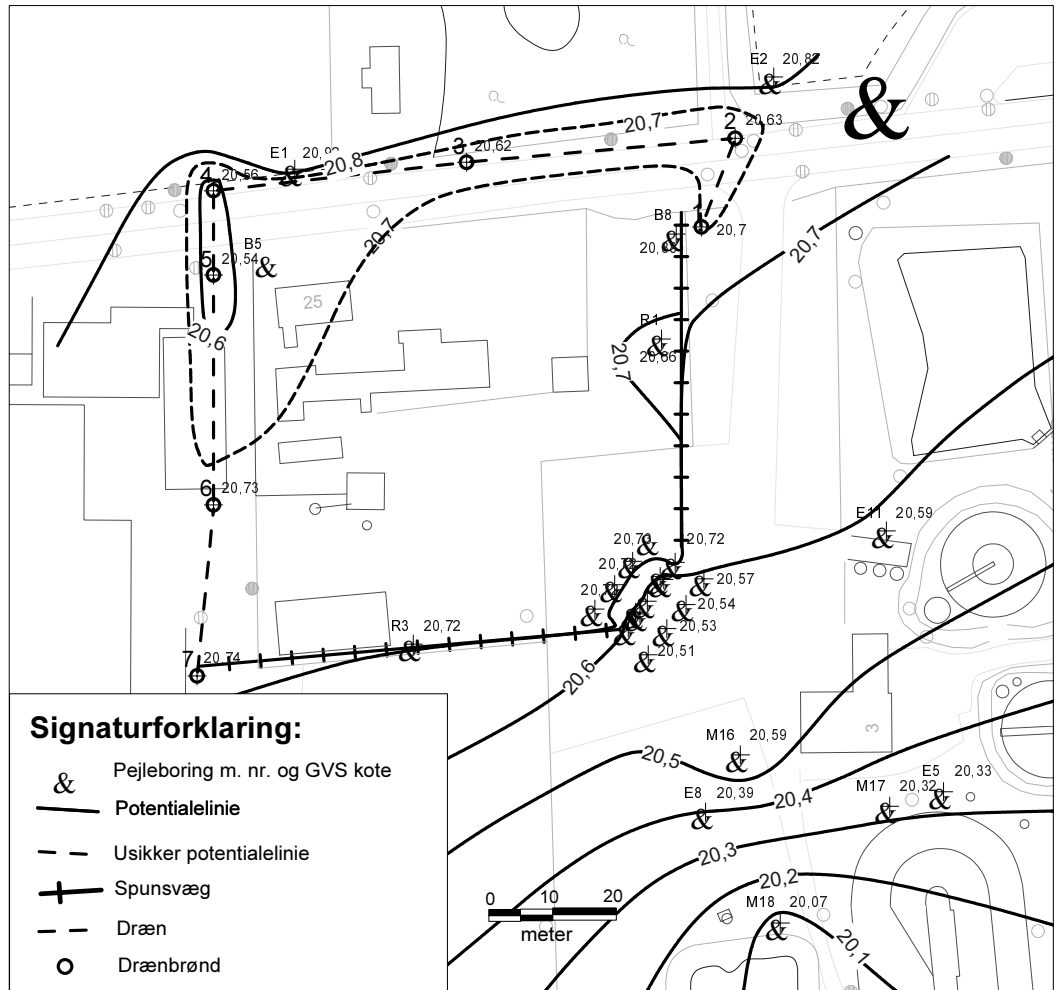 E2 20,82
2 20,63
20,7
3 20,62
E1
20,8
4 20,56
B5
5 20,54
20,7
B8
1 20,7
20,7
25
20,6
R1
20,66
20,7
6 20,73
E11 20,59
20,73 20,72
20,57
20,54
20,53
20,51
R3 20,72
7 20,74
20,6
M16 20,59
3
20,5
E8 20,39
20,4
M17 20,32
E5 20,33
20,3
20,2
M18 20,07
20,1
0 10 20
meter
Signaturforklaring:
& Pejleboring m. nr. og GVS kote
Potentialelinie
Usikker potentialelinie
Spunsvæg
Dræn
Drænbrønd